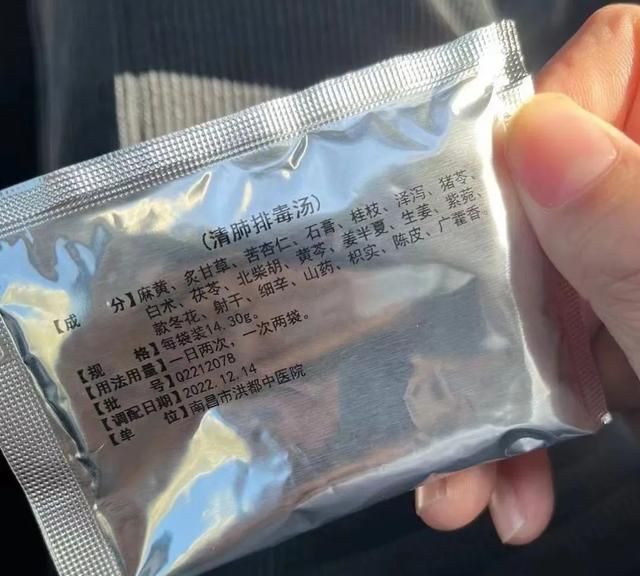 (清肺排毒汤)
【成 分】麻黄、炙甘草、苦杏仁、石膏、桂枝、泽泻、猪苓、
白术、茯苓、北柴胡、黄芩、姜半夏、生姜、紫菀、
款冬花、射干、细辛、山药、枳实、陈皮、广藿香。
【规 格】每袋装14.30g。
【用法用量】一日两次，一次两袋。
【批 号】Q2212078
【调配日期】2022.12.14
【单 位】南昌市洪都中医院